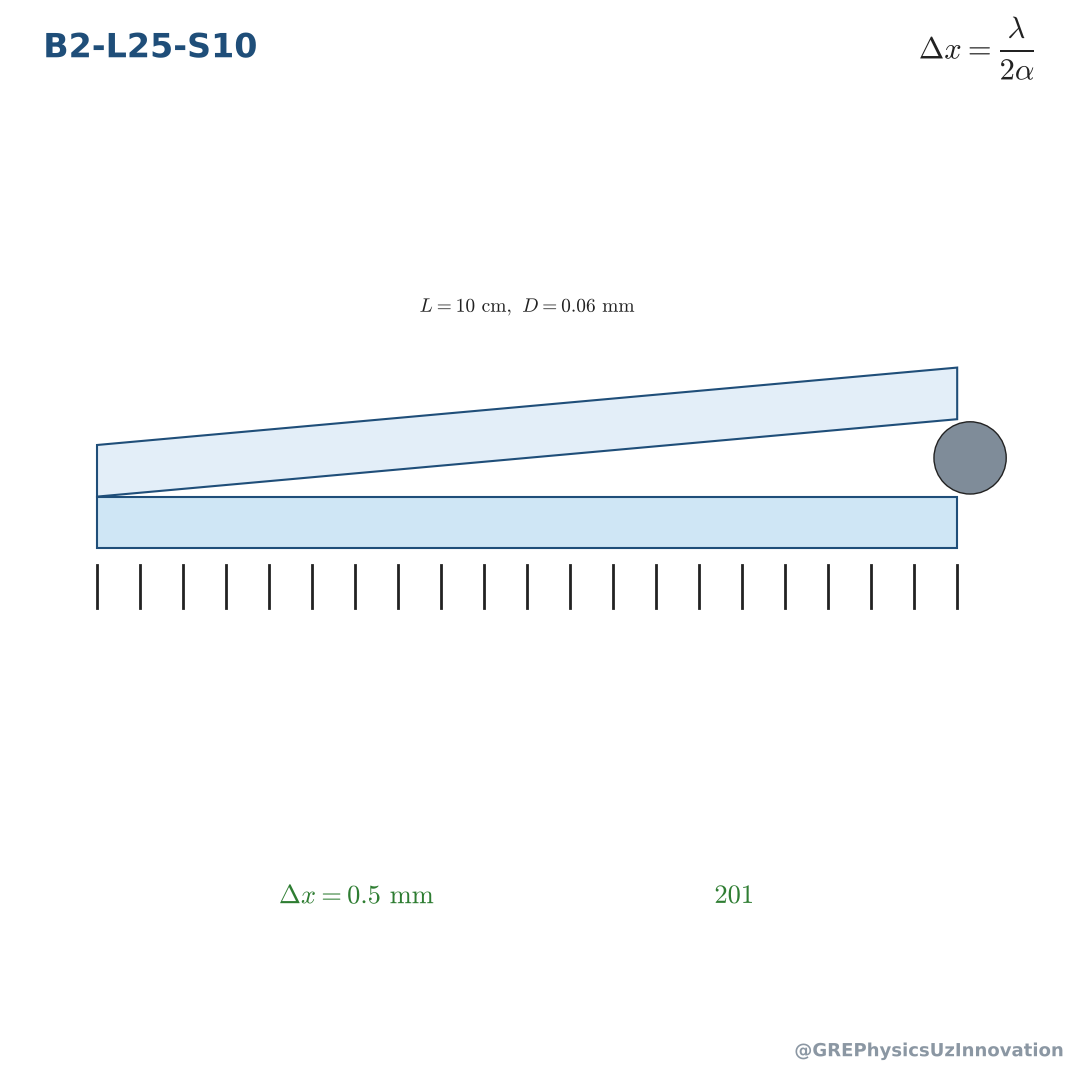 B2-L25-S10
Δx = λ/2α
L = 10 cm, D = 0.06 mm
Δx = 0.5 mm
201
@GREPhysicsUzInnovation